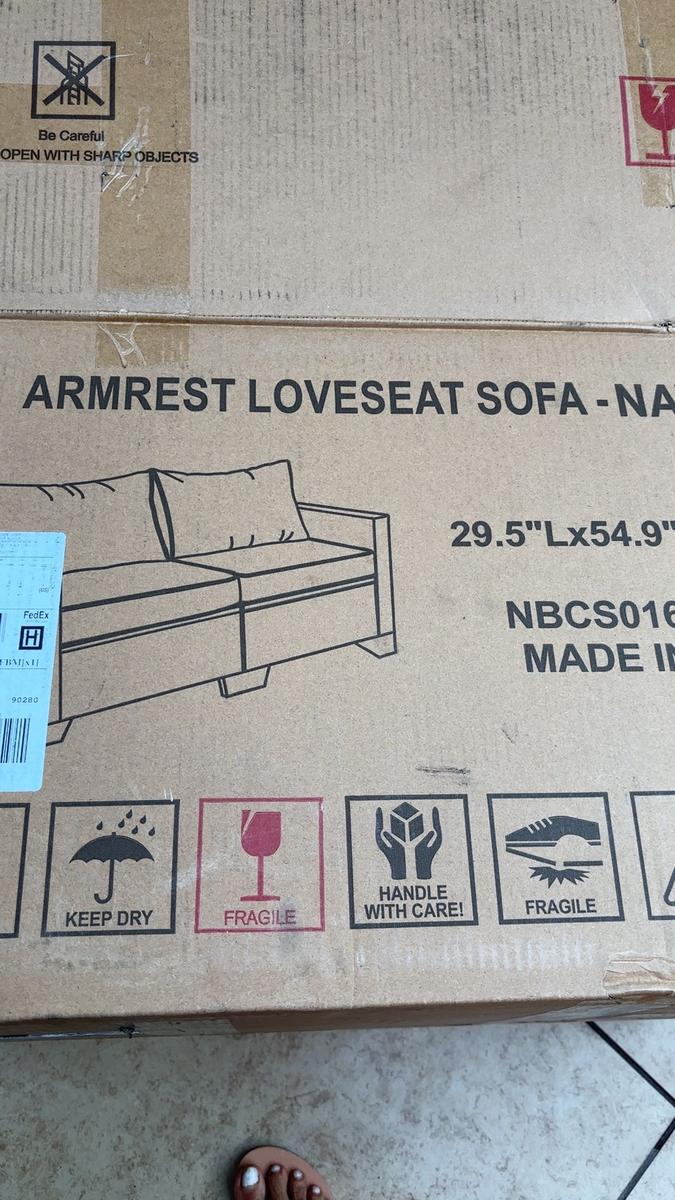 Be Careful
OPEN WITH SHARP OBJECTS
ARMREST LOVESEAT SOFA - NA
29.5"Lx54.9"
NBCS016
MADE IN
FedEx
H
90280
KEEP DRY
FRAGILE
HANDLE
WITH CARE!
FRAGILE